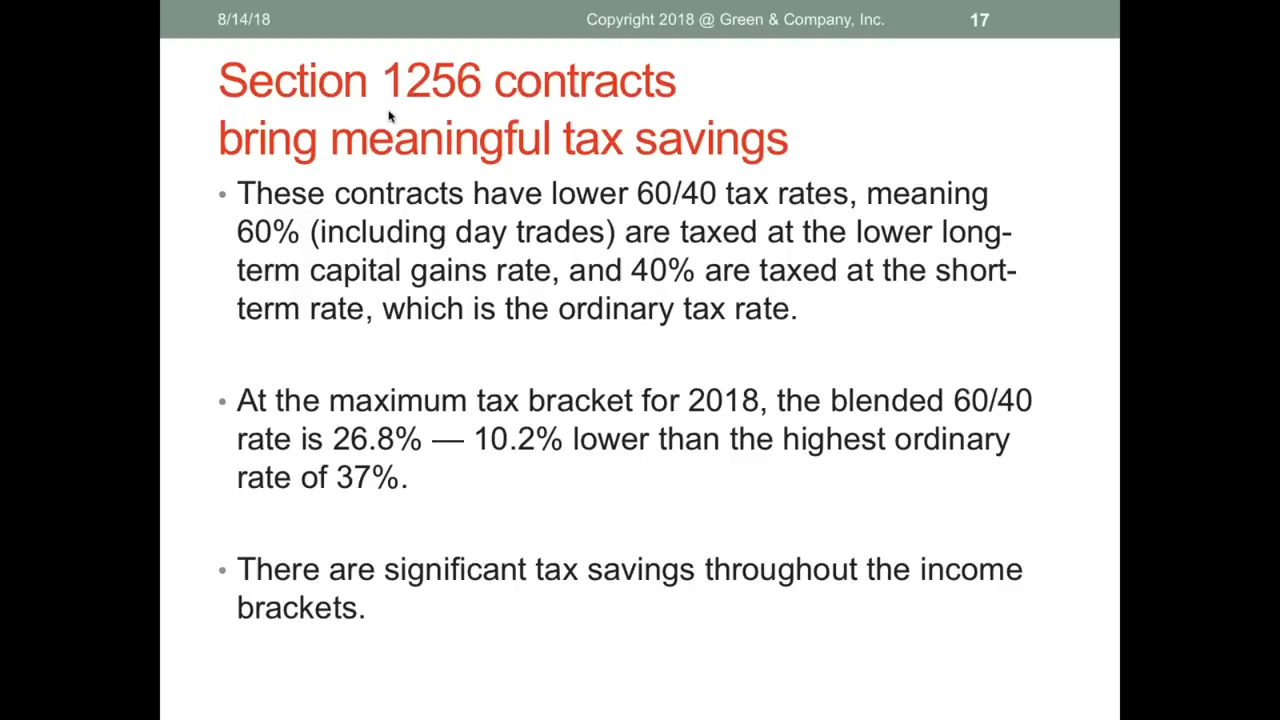 8/14/18 Copyright 2018 @ Green & Company, Inc. 17
Section 1256 contracts
bring meaningful tax savings
• These contracts have lower 60/40 tax rates, meaning
60% (including day trades) are taxed at the lower long-
term capital gains rate, and 40% are taxed at the short-
term rate, which is the ordinary tax rate.
• At the maximum tax bracket for 2018, the blended 60/40
rate is 26.8% — 10.2% lower than the highest ordinary
rate of 37%.
• There are significant tax savings throughout the income
brackets.